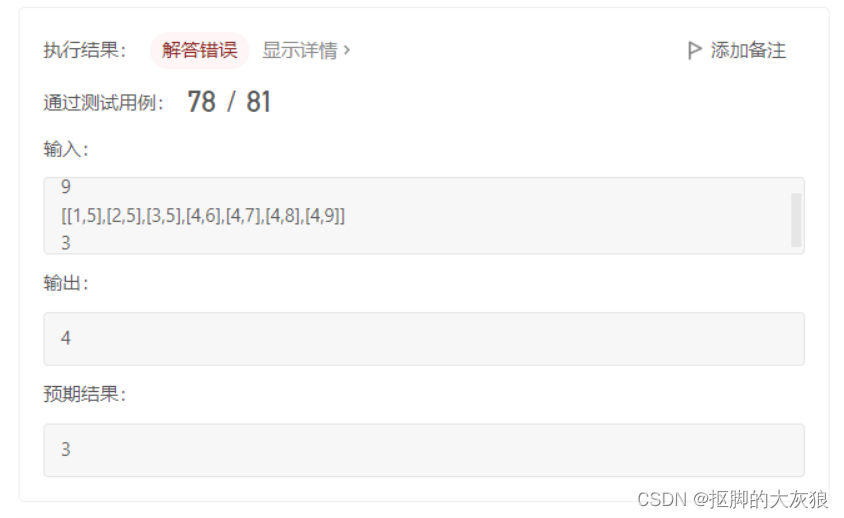 执行结果： 解答错误 显示详情 > 添加备注
通过测试用例： 78 / 81
输入：
9
[[1,5],[2,5],[3,5],[4,6],[4,7],[4,8],[4,9]]
3
输出：
4
预期结果：
3
CSDN @抠脚的大灰狼